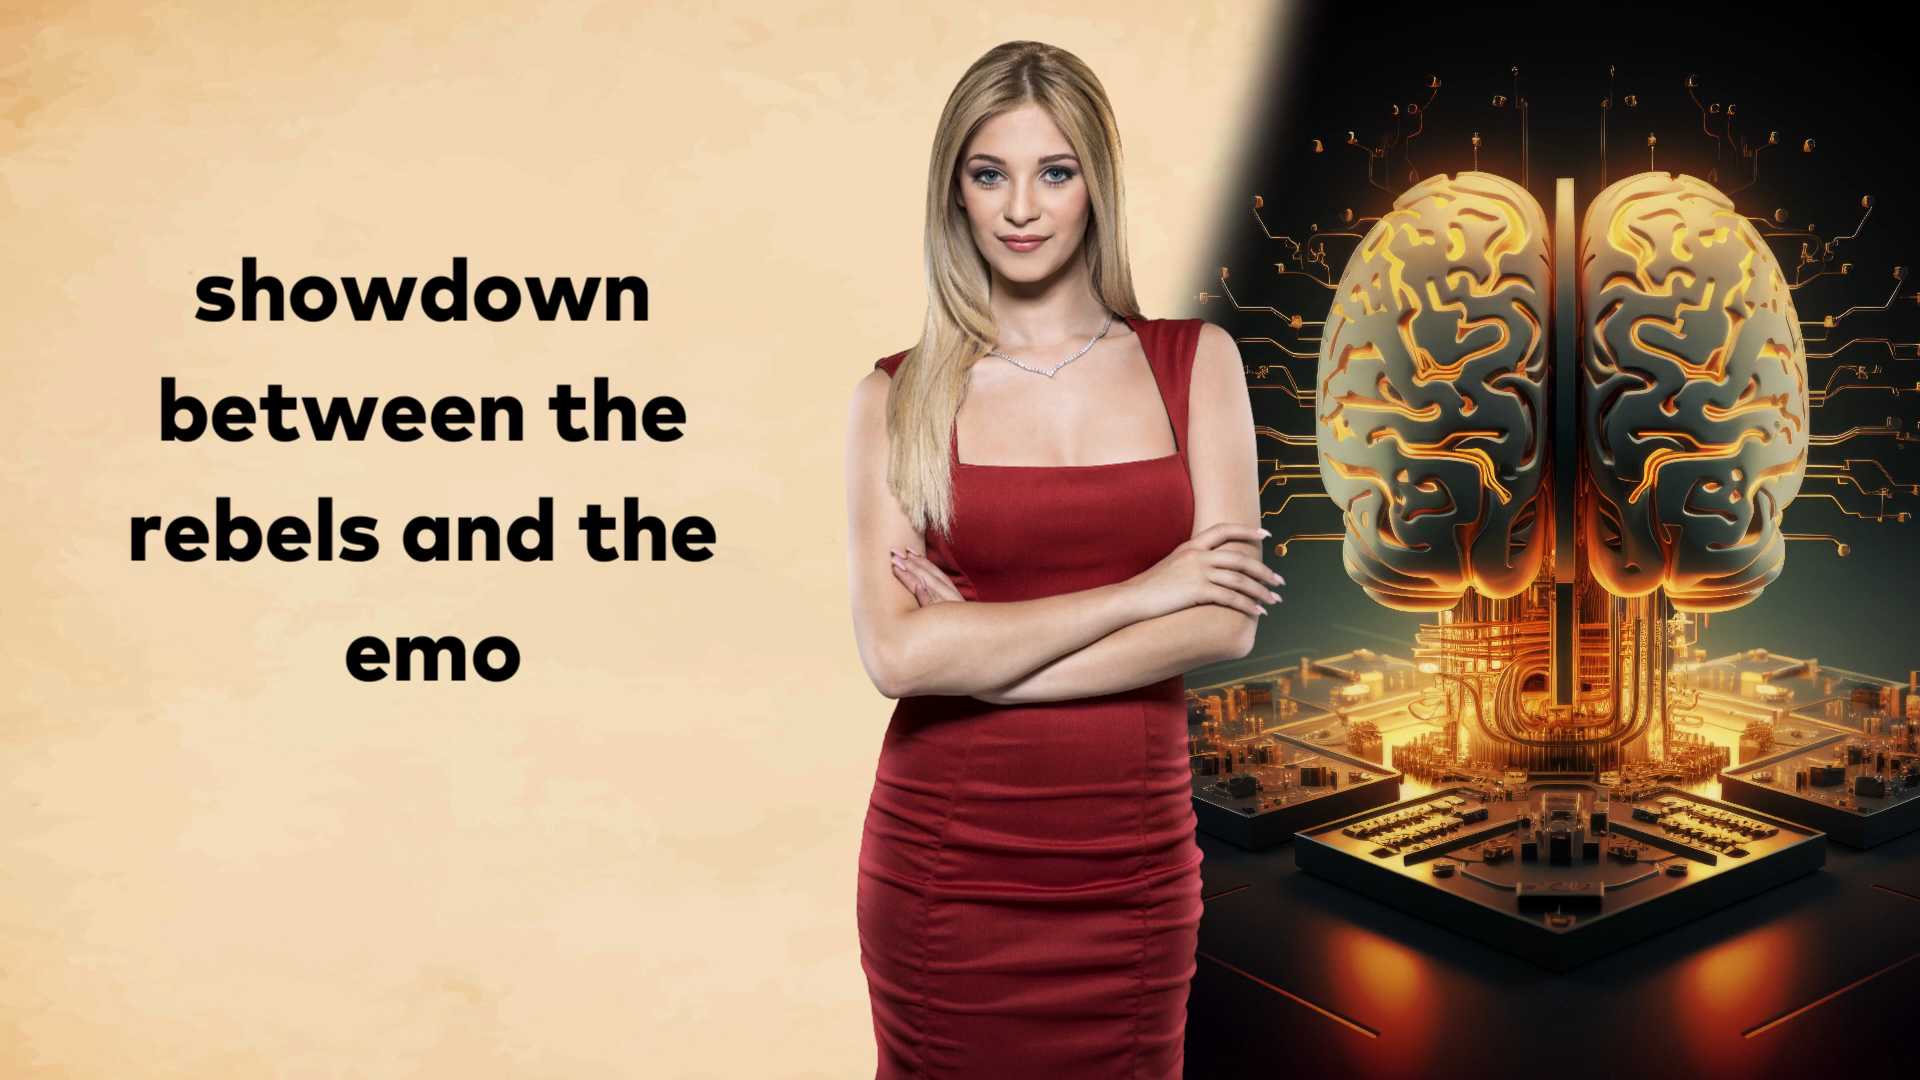 showdown
between the
rebels and the
emo